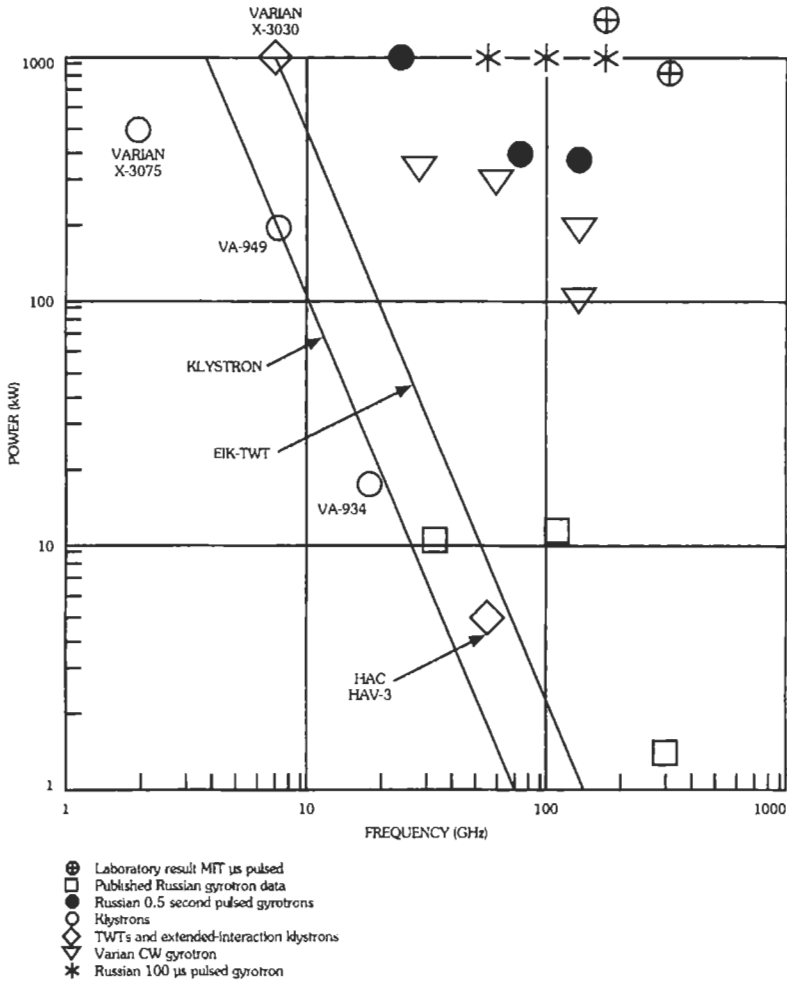 VARIAN
X-3030
1000
VARIAN
X-3075
VA-949
100
KLYSTRON
POWER (kW)
EIK-TWT
VA-934
10
HAC
HAV-3
1
1
10
100
1000
FREQUENCY (GHz)
Laboratory result MIT µs pulsed
Published Russian gyrotron data
Russian 0.5 second pulsed gyrotrons
Klystrons
TWTs and extended-interaction klystrons
Varian CW gyrotron
Russian 100 µs pulsed gyrotron